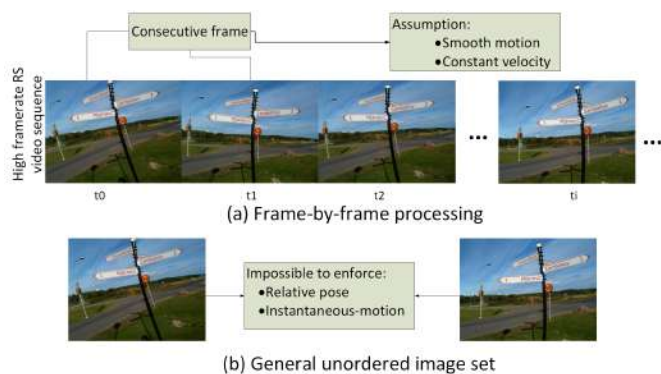 Consecutive frame
Assumption:
●Smooth motion
●Constant velocity
High framerate RS
video sequence
...
...
t0
t1
t2
ti
(a) Frame-by-frame processing
Impossible to enforce:
●Relative pose
●Instantaneous-motion
(b) General unordered image set